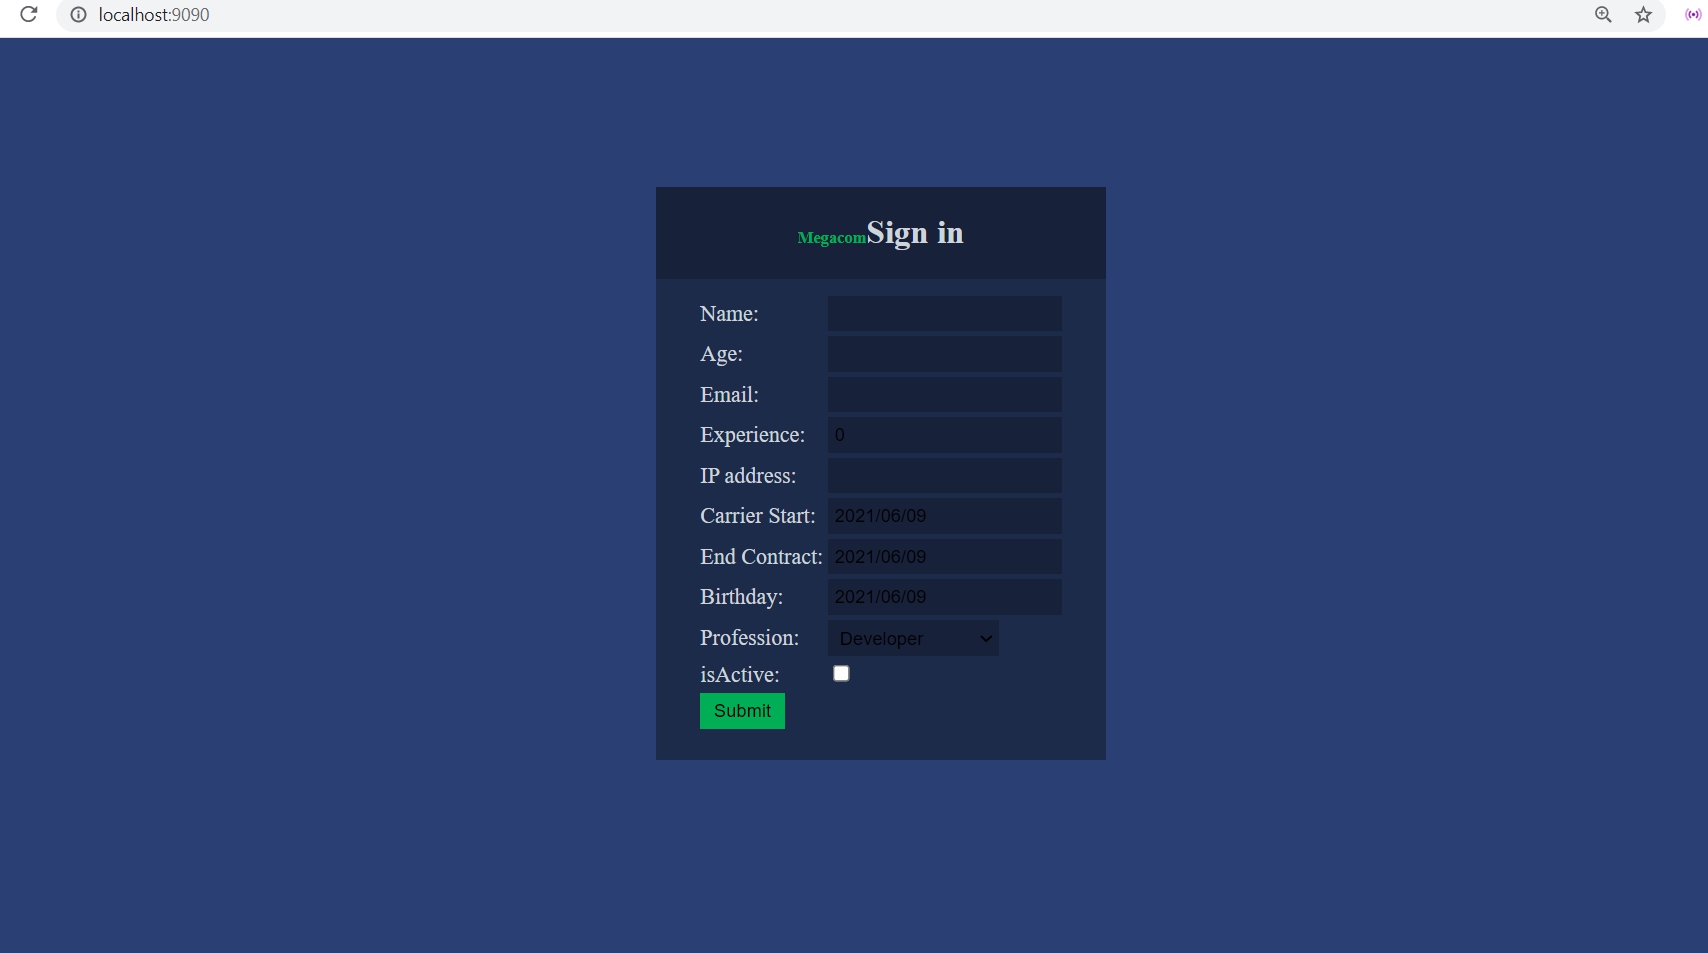 localhost:9090
MegacomSign in
Name:
Age:
Email:
Experience: 0
IP address:
Carrier Start: 2021/06/09
End Contract: 2021/06/09
Birthday: 2021/06/09
Profession: Developer
isActive:
Submit